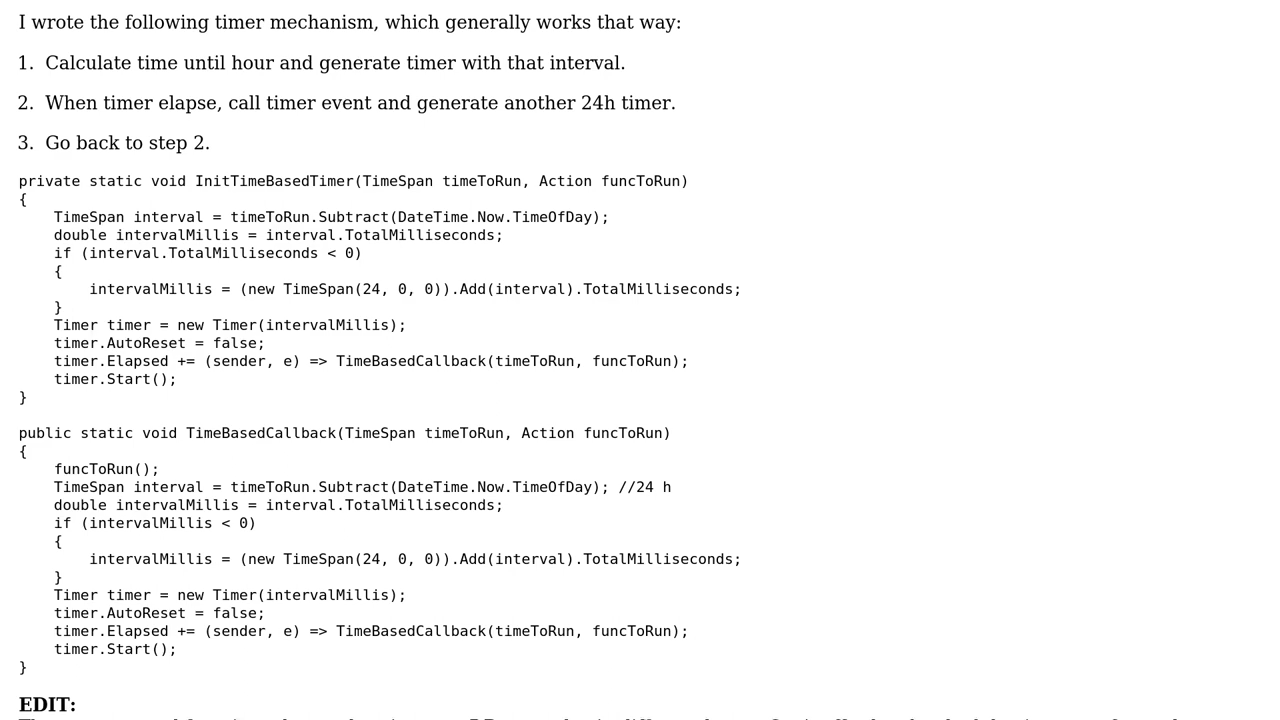 I wrote the following timer mechanism, which generally works that way:
1. Calculate time until hour and generate timer with that interval.
2. When timer elapse, call timer event and generate another 24h timer.
3. Go back to step 2.
private static void InitTimeBasedTimer(TimeSpan timeToRun, Action funcToRun)
{
    TimeSpan interval = timeToRun.Subtract(DateTime.Now.TimeOfDay);
    double intervalMillis = interval.TotalMilliseconds;
    if (interval.TotalMilliseconds < 0)
    {
        intervalMillis = (new TimeSpan(24, 0, 0)).Add(interval).TotalMilliseconds;
    }
    Timer timer = new Timer(intervalMillis);
    timer.AutoReset = false;
    timer.Elapsed += (sender, e) => TimeBasedCallback(timeToRun, funcToRun);
    timer.Start();
}
public static void TimeBasedCallback(TimeSpan timeToRun, Action funcToRun)
{
    funcToRun();
    TimeSpan interval = timeToRun.Subtract(DateTime.Now.TimeOfDay); //24 h
    double intervalMillis = interval.TotalMilliseconds;
    if (intervalMillis < 0)
    {
        intervalMillis = (new TimeSpan(24, 0, 0)).Add(interval).TotalMilliseconds;
    }
    Timer timer = new Timer(intervalMillis);
    timer.AutoReset = false;
    timer.Elapsed += (sender, e) => TimeBasedCallback(timeToRun, funcToRun);
    timer.Start();
}
EDIT: